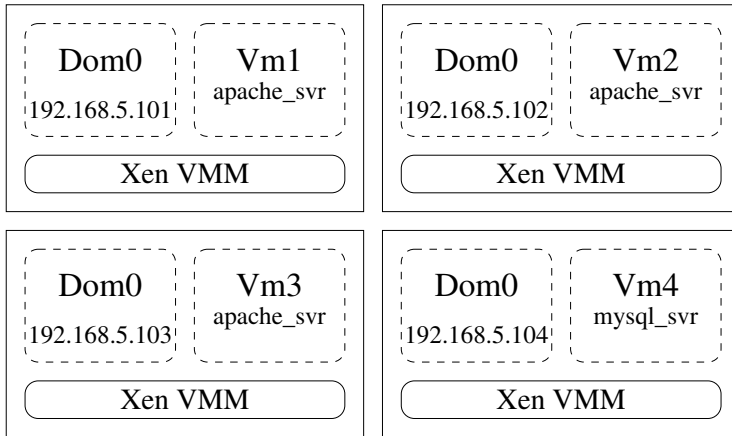 Dom0
192.168.5.101
Vm1
apache_svr
Xen VMM
Dom0
192.168.5.102
Vm2
apache_svr
Xen VMM
Dom0
192.168.5.103
Vm3
apache_svr
Xen VMM
Dom0
192.168.5.104
Vm4
mysql_svr
Xen VMM